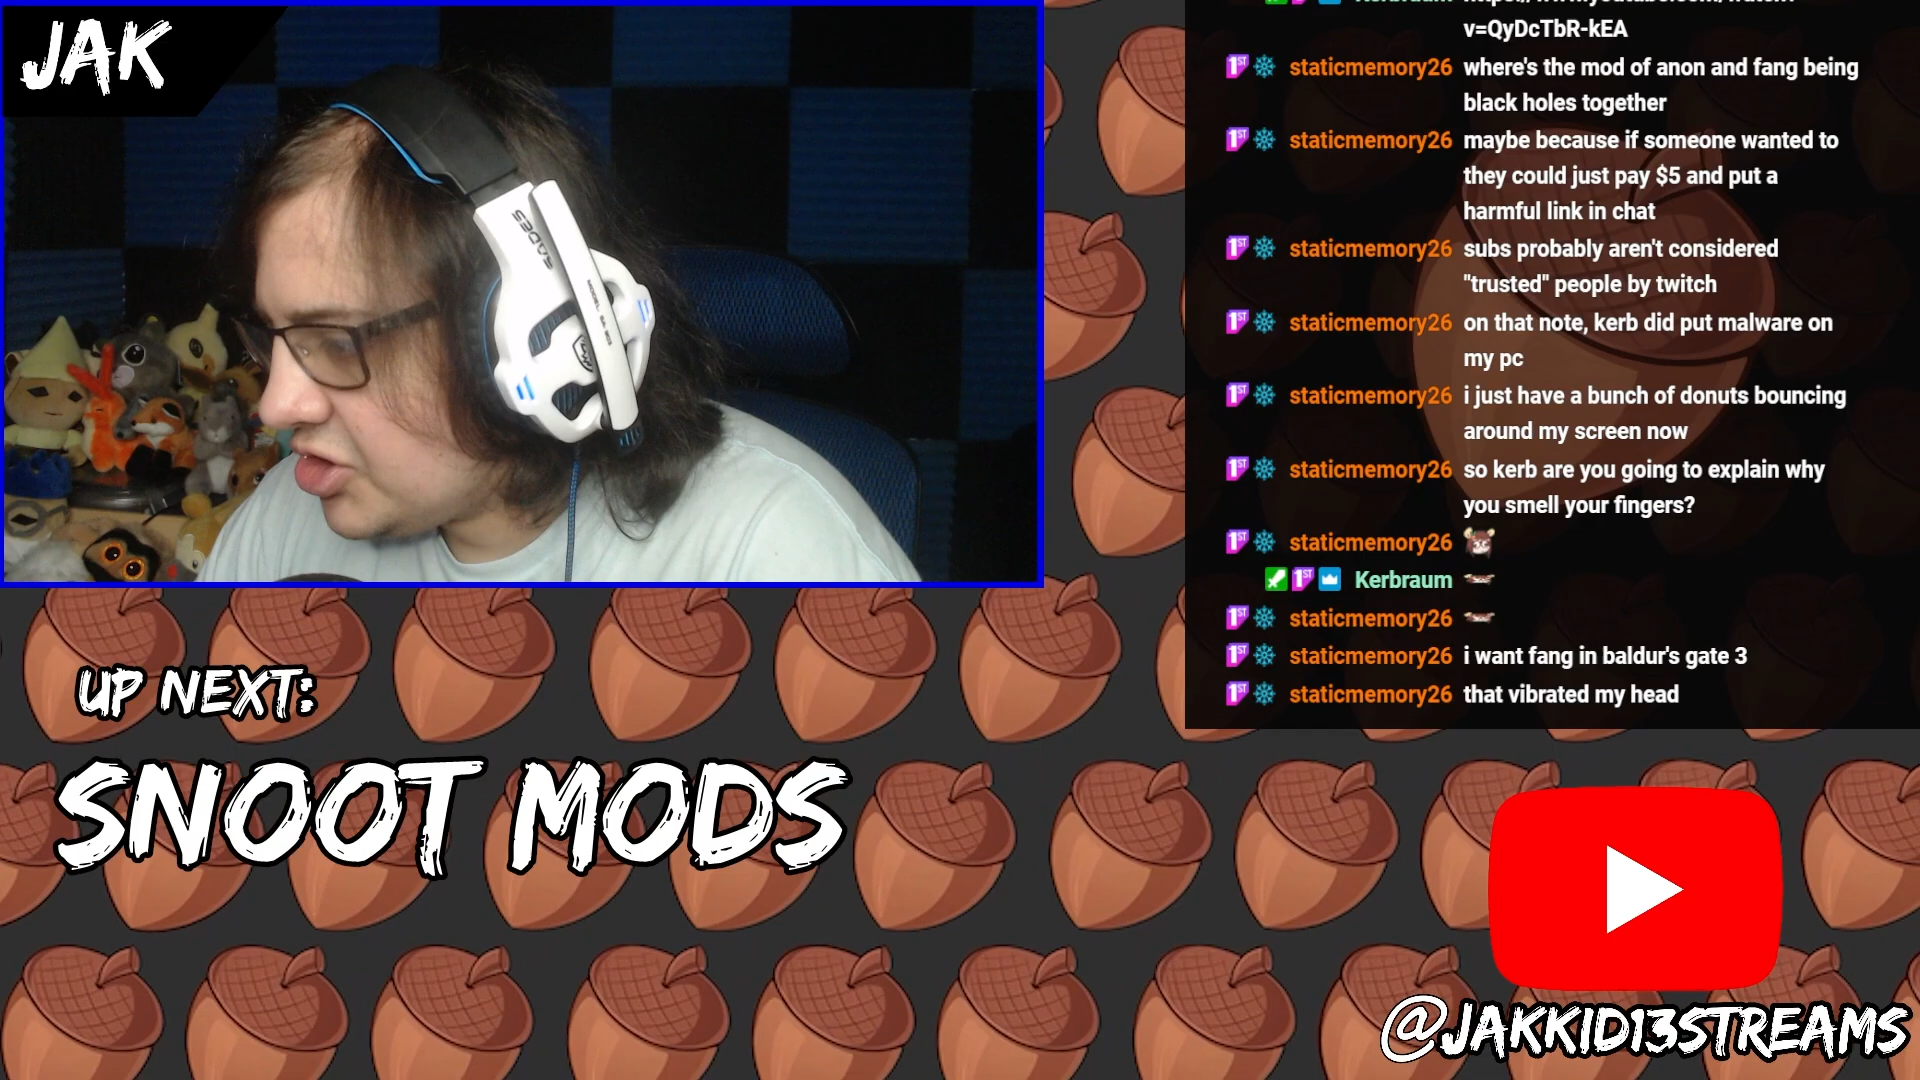 JAK
SADES
v=QyDcTbR-kEA
staticmemory26 where's the mod of anon and fang being
black holes together
staticmemory26 maybe because if someone wanted to
they could just pay $5 and put a
harmful link in chat
staticmemory26 subs probably aren't considered
"trusted" people by twitch
staticmemory26 on that note, kerb did put malware on
my pc
staticmemory26 i just have a bunch of donuts bouncing
around my screen now
staticmemory26 so kerb are you going to explain why
you smell your fingers?
staticmemory26
Kerbraum
staticmemory26
staticmemory26 i want fang in baldur's gate 3
staticmemory26 that vibrated my head
UP NEXT:
SNOOT MODS
@JAKKID13STREAMS